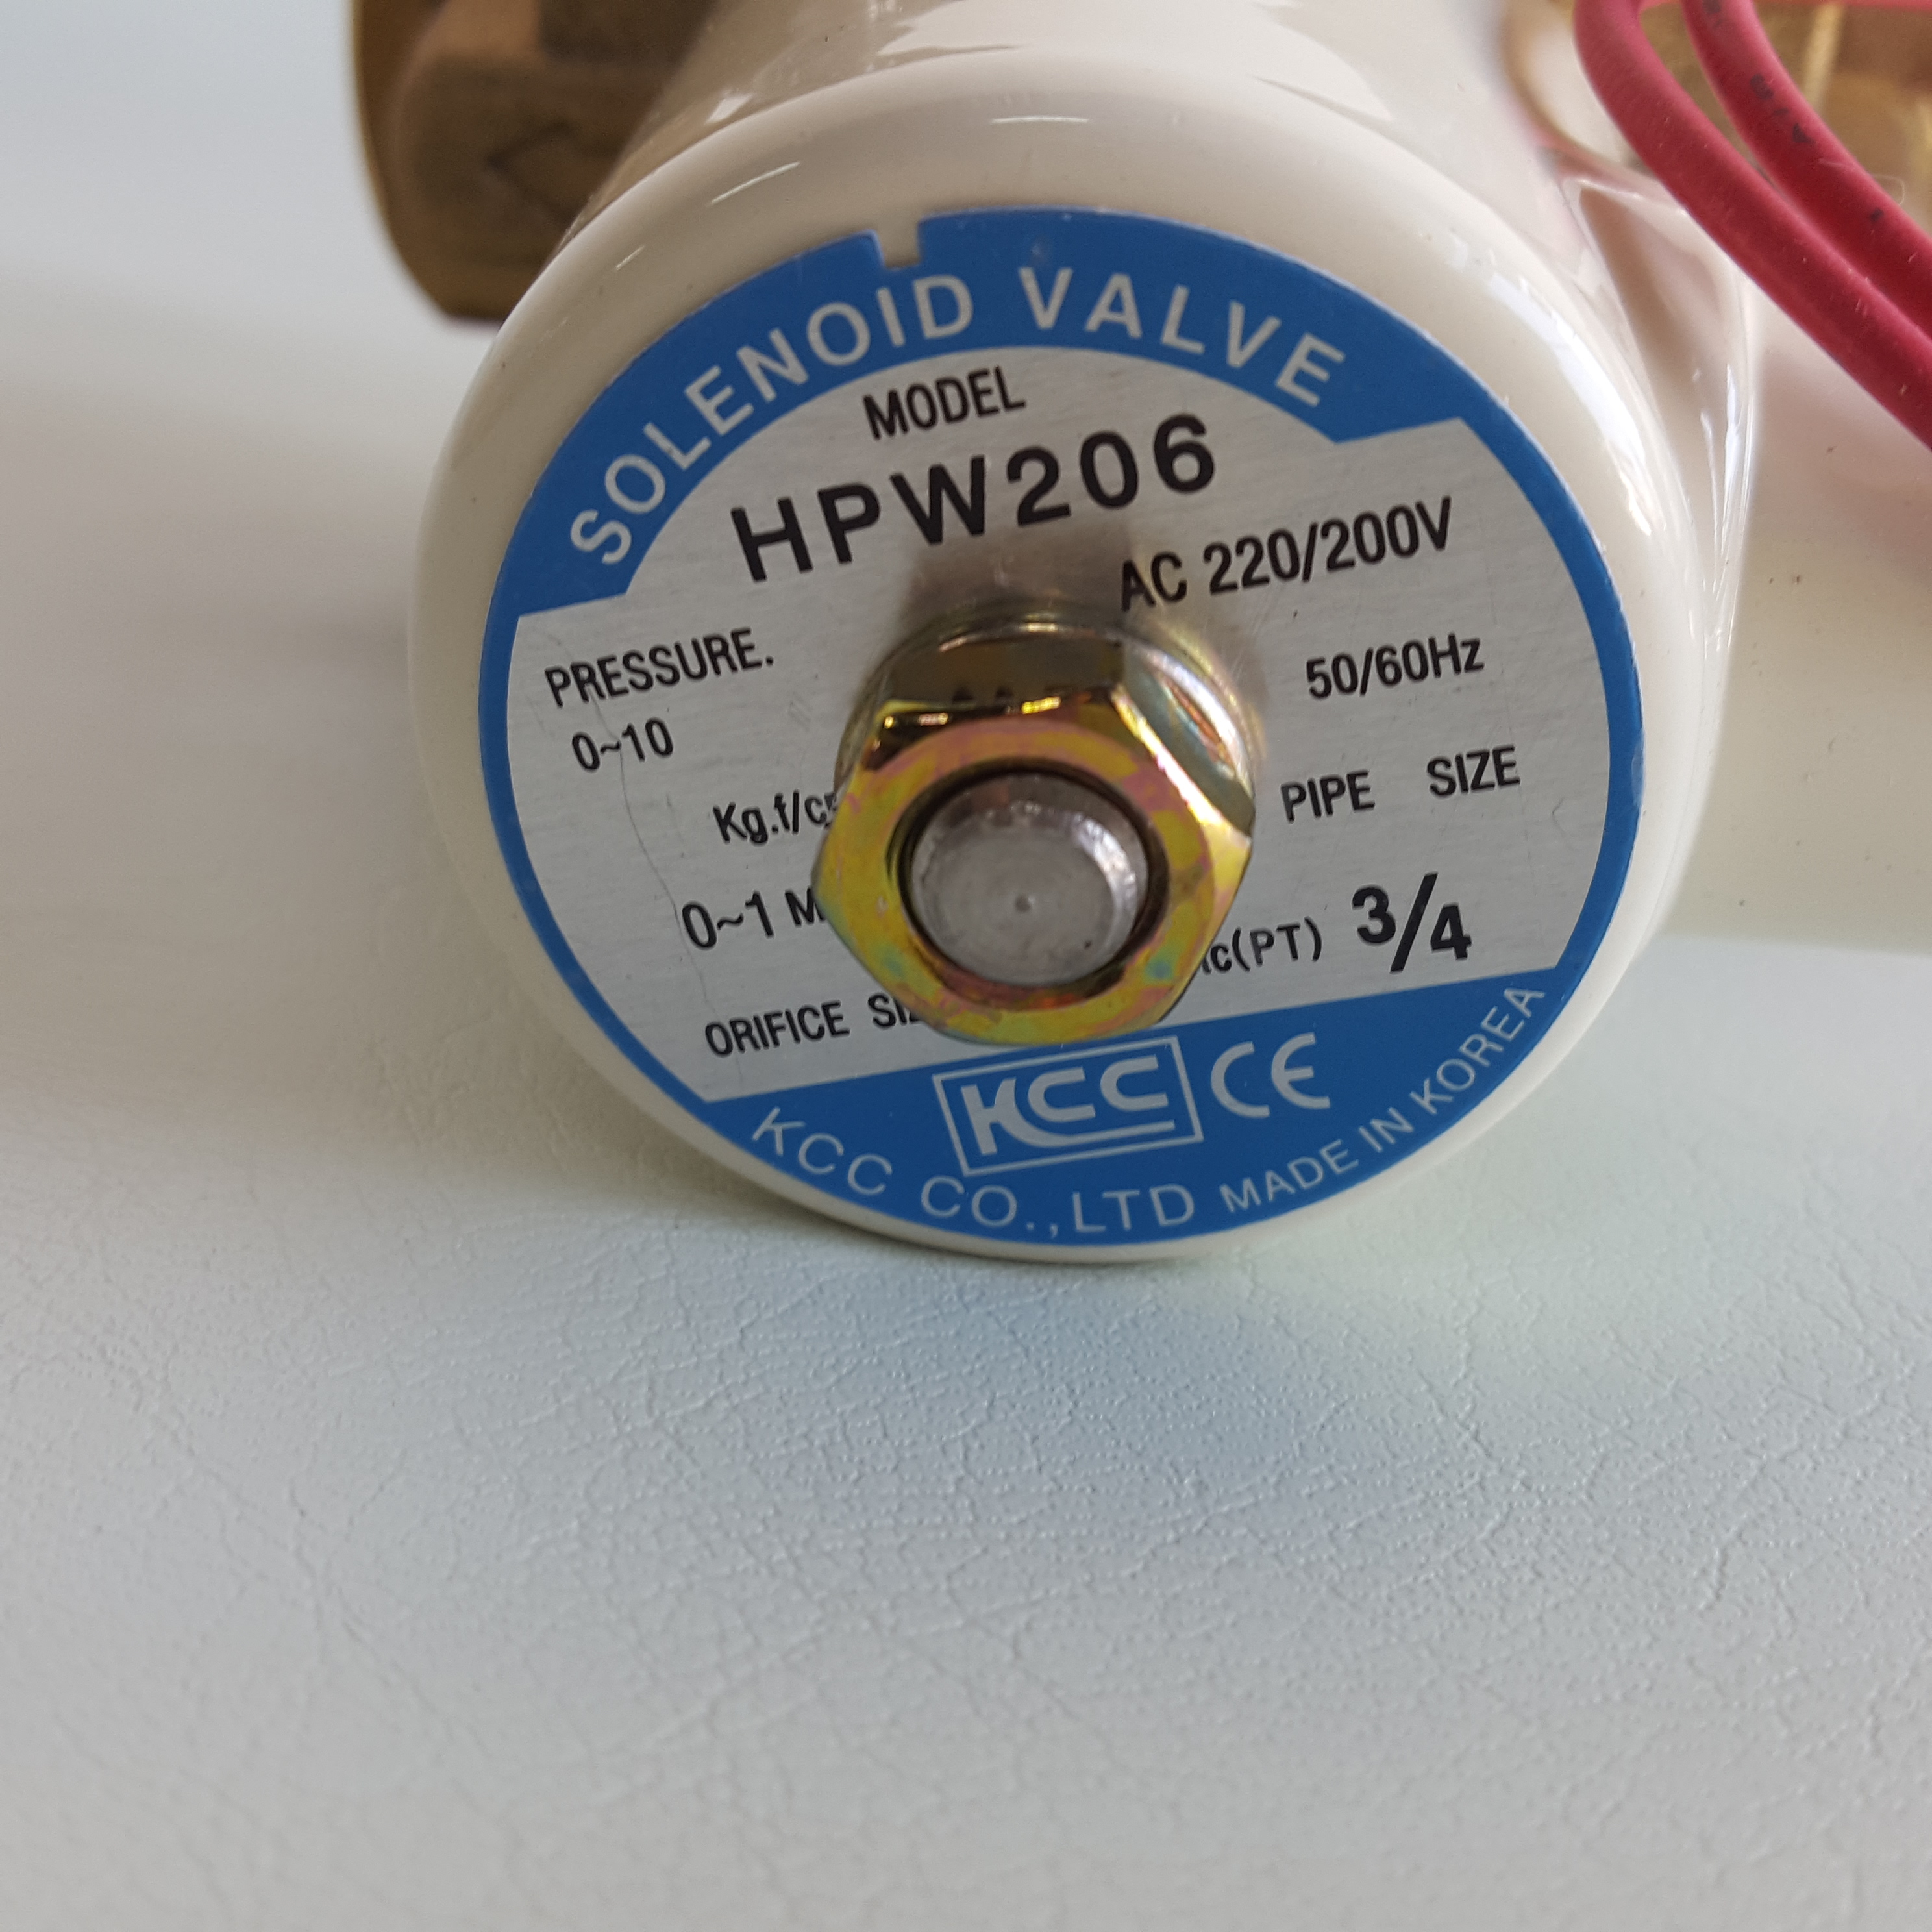 SOLENOID VALVE
MODEL
HPW206
AC 220/200V
PRESSURE.
50/60Hz
0~10
PIPE SIZE
0~1
(PT) 3/4
ORIFICE
KCC CE
KCC CO.,LTD MADE IN KOREA